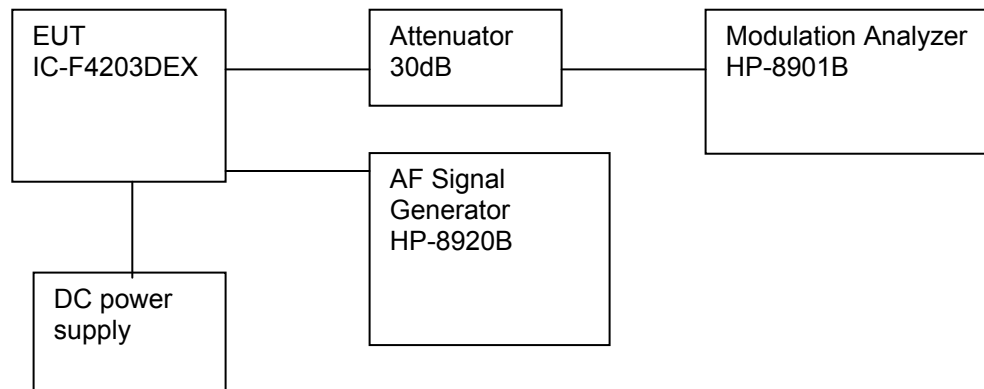 EUT
IC-F4203DEX
Attenuator
30dB
Modulation Analyzer
HP-8901B
AF Signal
Generator
HP-8920B
DC power
supply